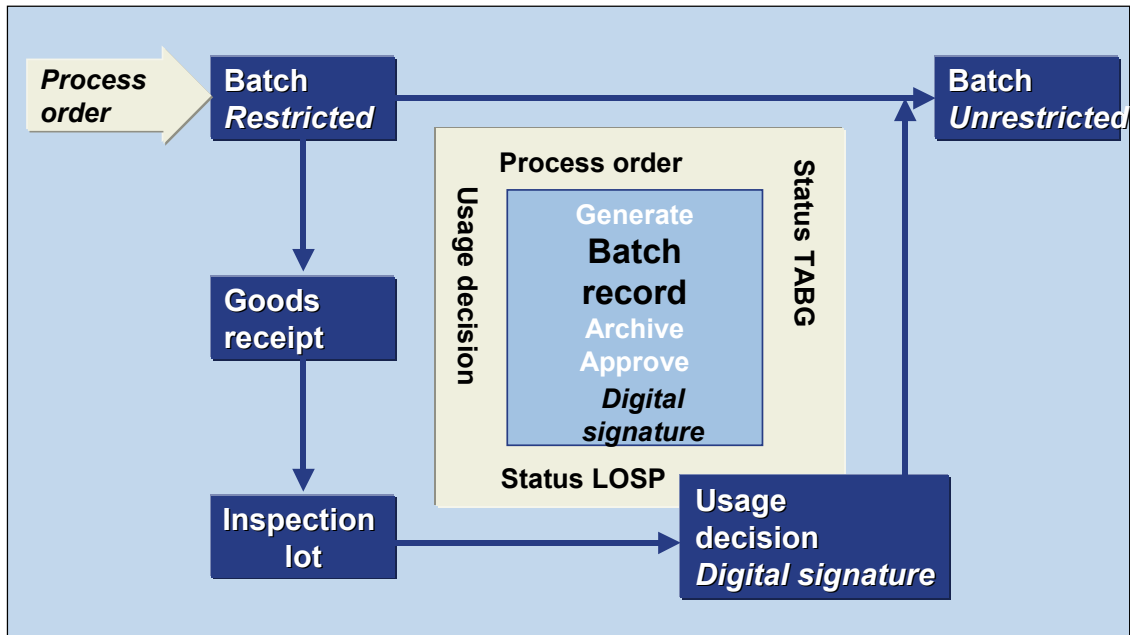 Process
order
Batch
Restricted
Batch
Unrestricted
Process order
Usage decision
Status TABG
Generate
Batch
record
Archive
Approve
Digital
signature
Status LOSP
Goods
receipt
Inspection
lot
Usage
decision
Digital signature